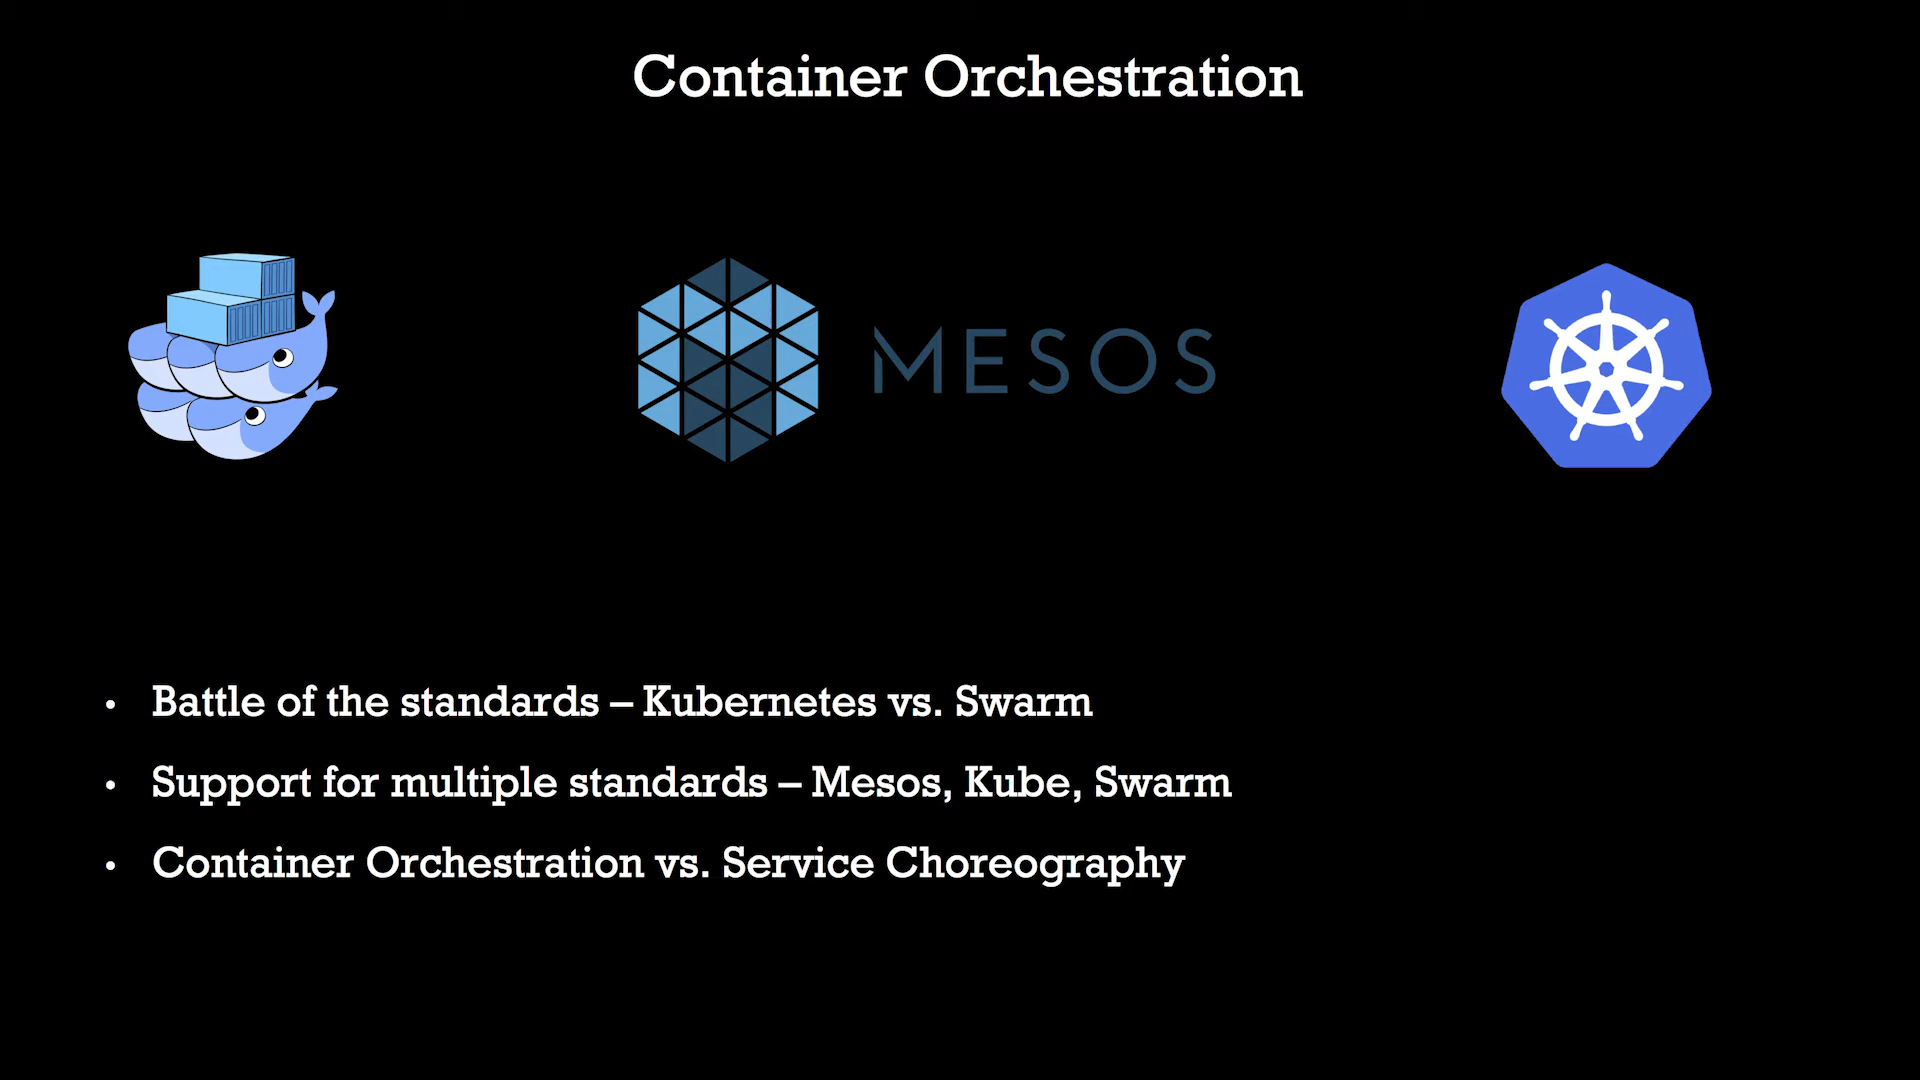 Container Orchestration
MESOS
• Battle of the standards – Kubernetes vs. Swarm
• Support for multiple standards – Mesos, Kube, Swarm
• Container Orchestration vs. Service Choreography